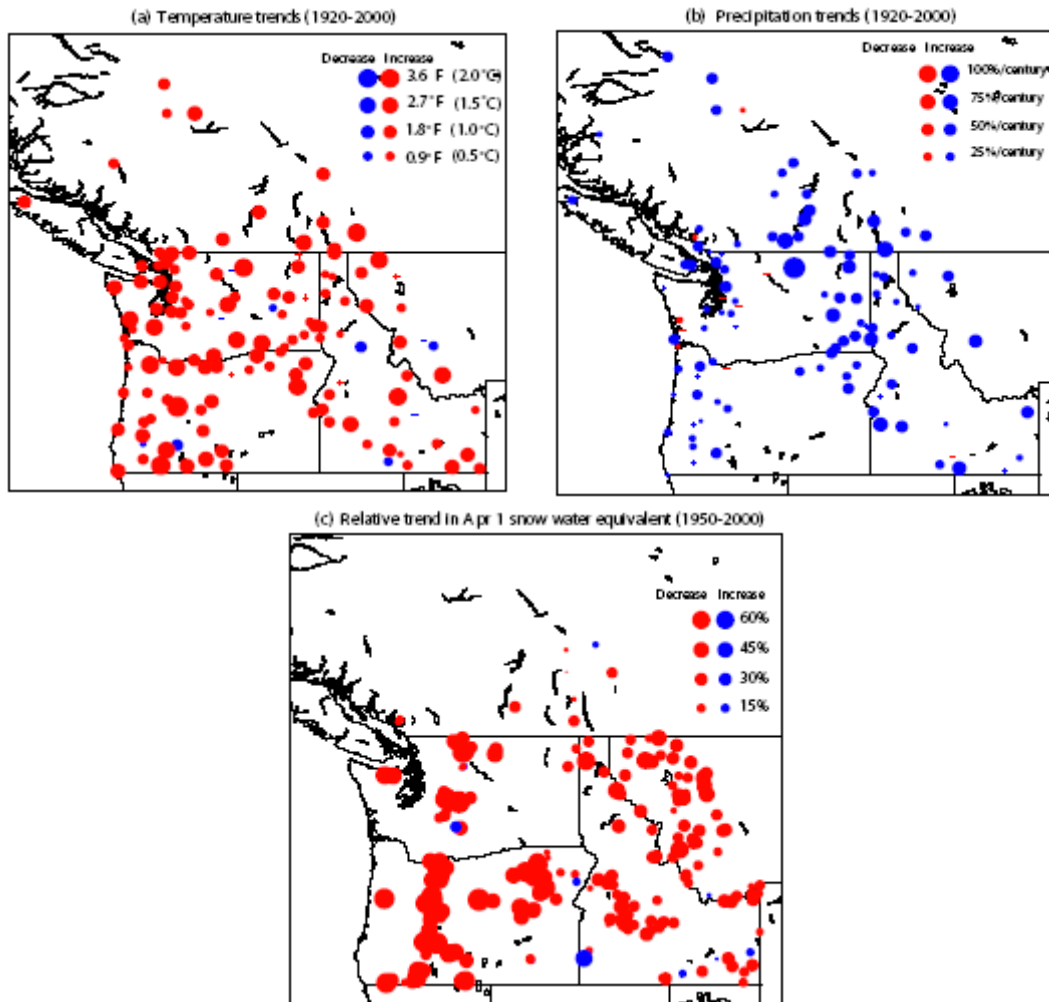 (a) Temperature trends (1920-2000)
Decrease Increase
3.6 °F (2.0°C)
2.7°F (1.5°C)
1.8°F (1.0°C)
0.9°F (0.5°C)
(b) Precipitation trends (1920-2000)
Decrease Increase
100%/century
75%/century
50%/century
25%/century
(c) Relative trend in Apr 1 snow water equivalent (1950-2000)
Decrease Increase
60%
45%
30%
15%